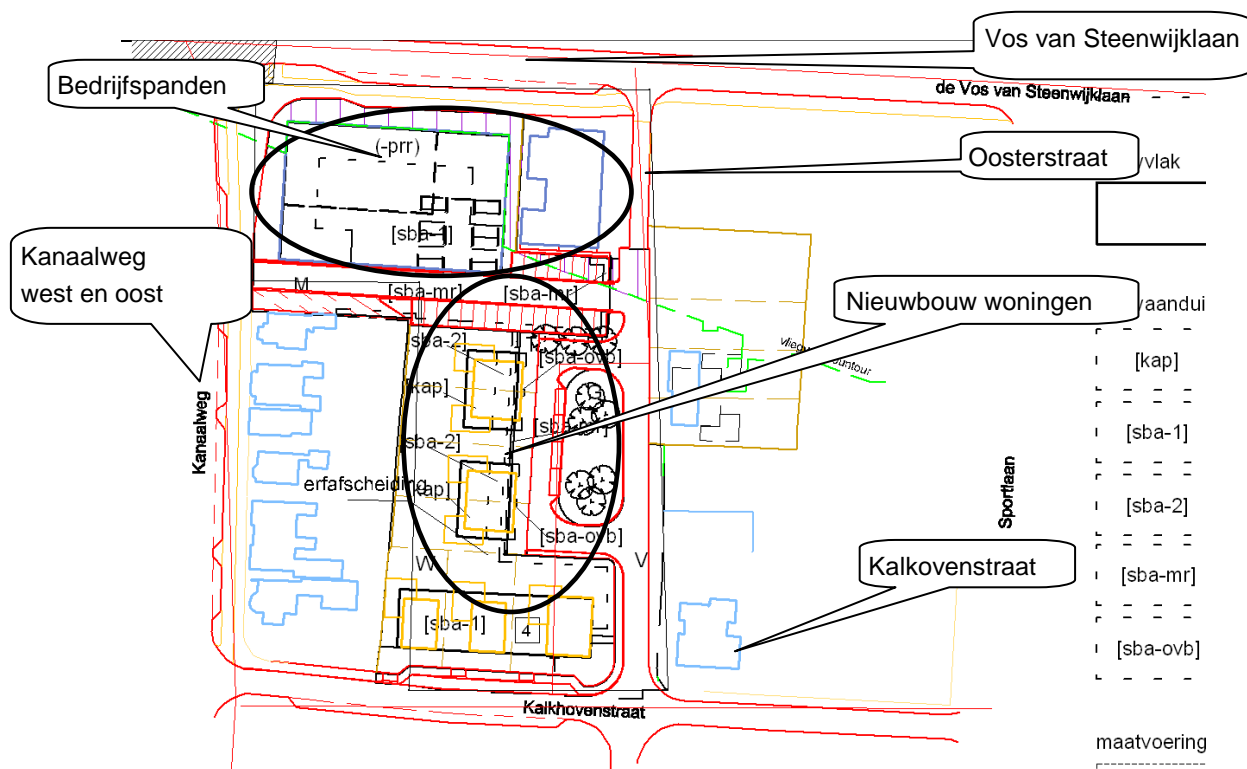 Vos van Steenwijklaan
Bedrijfspanden
de Vos van Steenwijklaan
(-prr)
Oosterstraat
vlak
[sba-1]
Kanaalweg
west en oost
M
[sba-mr]
[sba-mr]
Nieuwbouw woningen
aandui
[sba-2]
[sba-ovb]
[kap]
[kap]
Kanaalweg
[sba-1]
[sba-2]
erfafscheiding
kap]
[sba-2]
Sportlaan
[sba-ovb]
W
V
Kalkovenstraat
[sba-mr]
[sba-1]
4
[sba-ovb]
Kalkhovenstraat
maatvoering